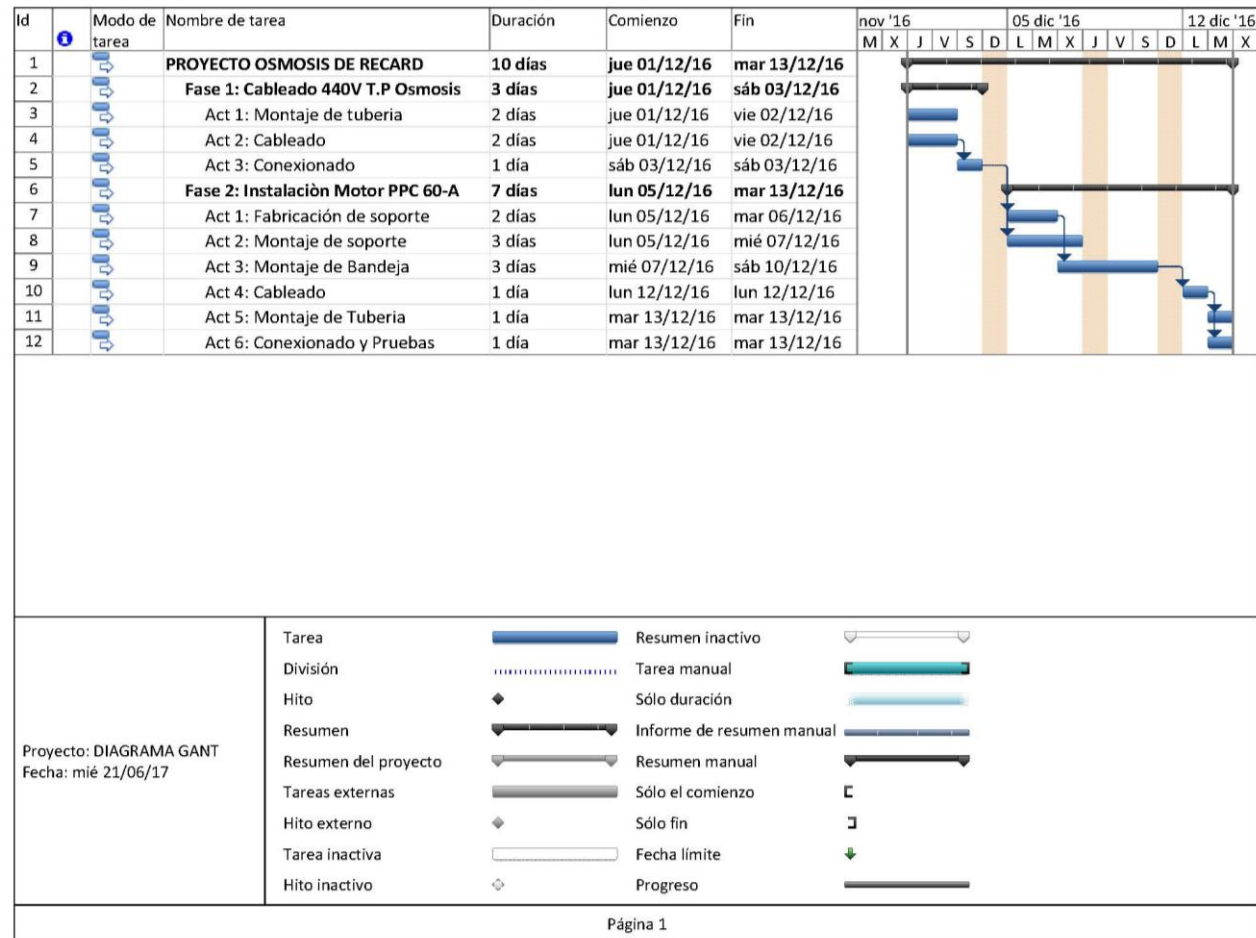 Id Modo de tarea Nombre de tarea Duración Comienzo Fin nov '16 05 dic '16 12 dic '16
M X J V S D L M X J V S D L M X
1 PROYECTO OSMOSIS DE RECARD 10 días jue 01/12/16 mar 13/12/16
2 Fase 1: Cableado 440V T.P Osmosis 3 días jue 01/12/16 sáb 03/12/16
3 Act 1: Montaje de tuberia 2 días jue 01/12/16 vie 02/12/16
4 Act 2: Cableado 2 días jue 01/12/16 vie 02/12/16
5 Act 3: Conexionado 1 día sáb 03/12/16 sáb 03/12/16
6 Fase 2: Instalaciòn Motor PPC 60-A 7 días lun 05/12/16 mar 13/12/16
7 Act 1: Fabricación de soporte 2 días lun 05/12/16 mar 06/12/16
8 Act 2: Montaje de soporte 3 días lun 05/12/16 mié 07/12/16
9 Act 3: Montaje de Bandeja 3 días mié 07/12/16 sáb 10/12/16
10 Act 4: Cableado 1 día lun 12/12/16 lun 12/12/16
11 Act 5: Montaje de Tuberia 1 día mar 13/12/16 mar 13/12/16
12 Act 6: Conexionado y Pruebas 1 día mar 13/12/16 mar 13/12/16
Proyecto: DIAGRAMA GANT
Fecha: mié 21/06/17
Tarea
División
Hito
Resumen
Resumen del proyecto
Tareas externas
Hito externo
Tarea inactiva
Hito inactivo
Resumen inactivo
Tarea manual
Sólo duración
Informe de resumen manual
Resumen manual
Sólo el comienzo
Sólo fin
Fecha límite
Progreso
Página 1